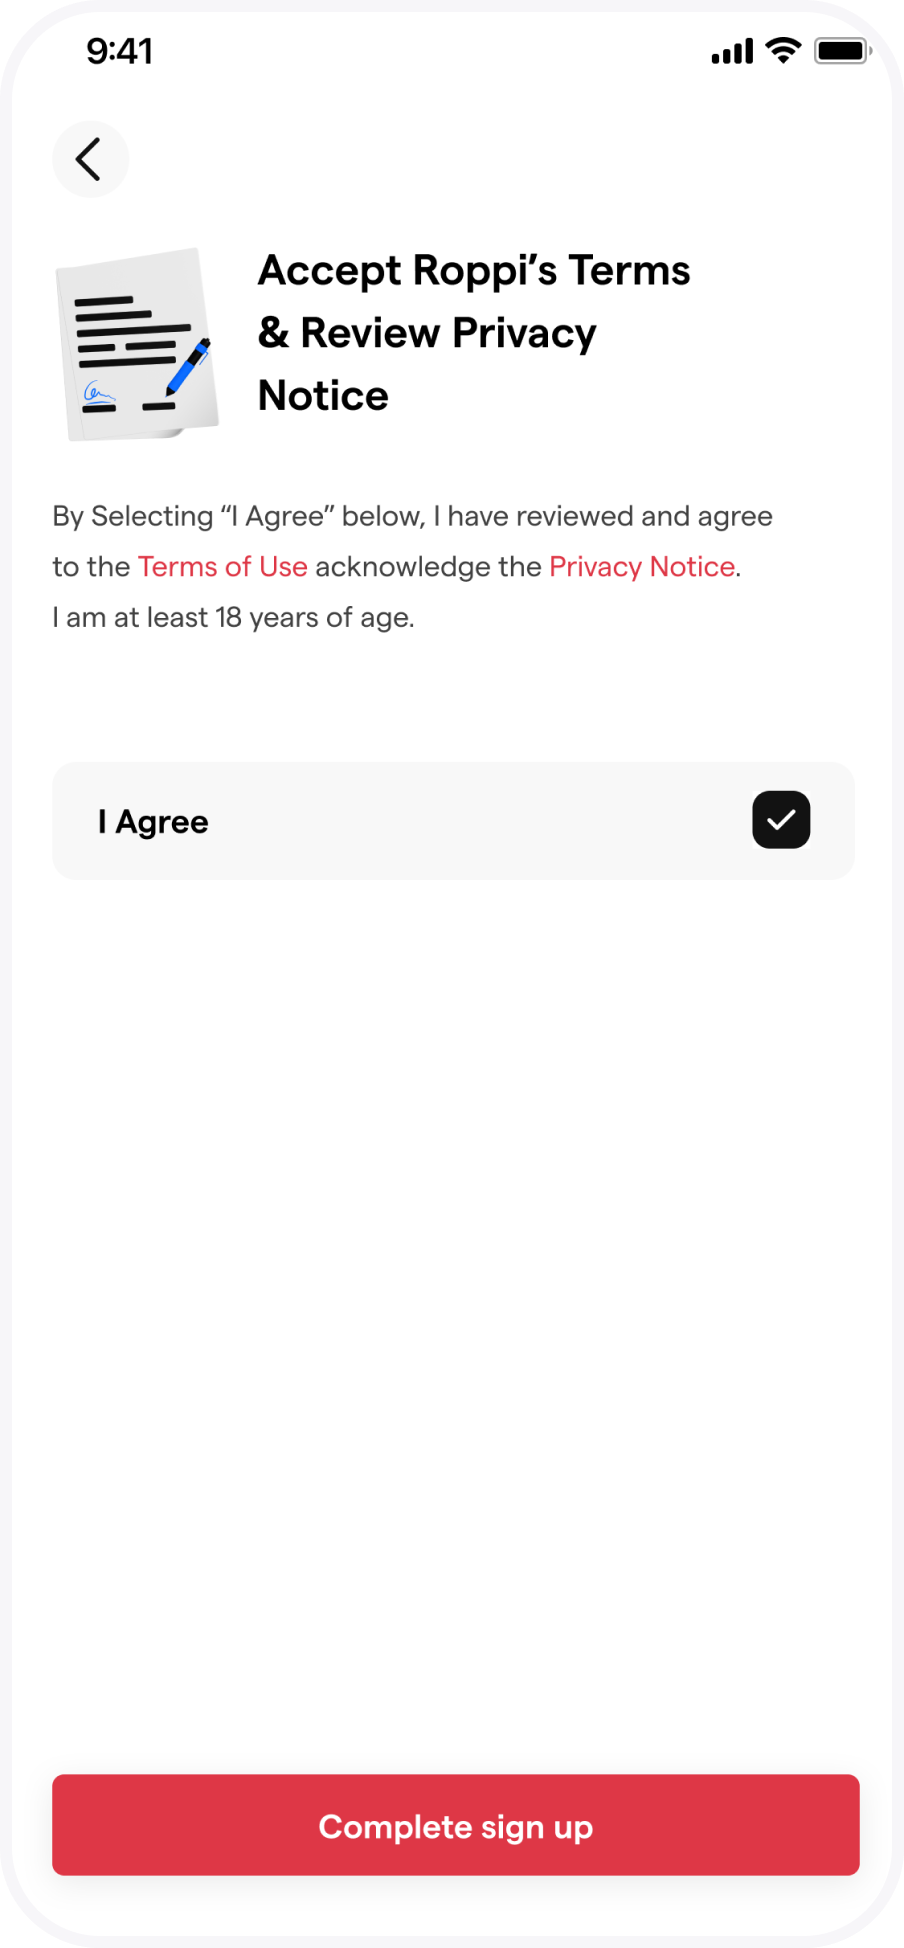 9:41
Accept Roppi’s Terms
& Review Privacy
Notice
By Selecting “I Agree” below, I have reviewed and agree
to the Terms of Use acknowledge the Privacy Notice.
I am at least 18 years of age.
I Agree
Complete sign up